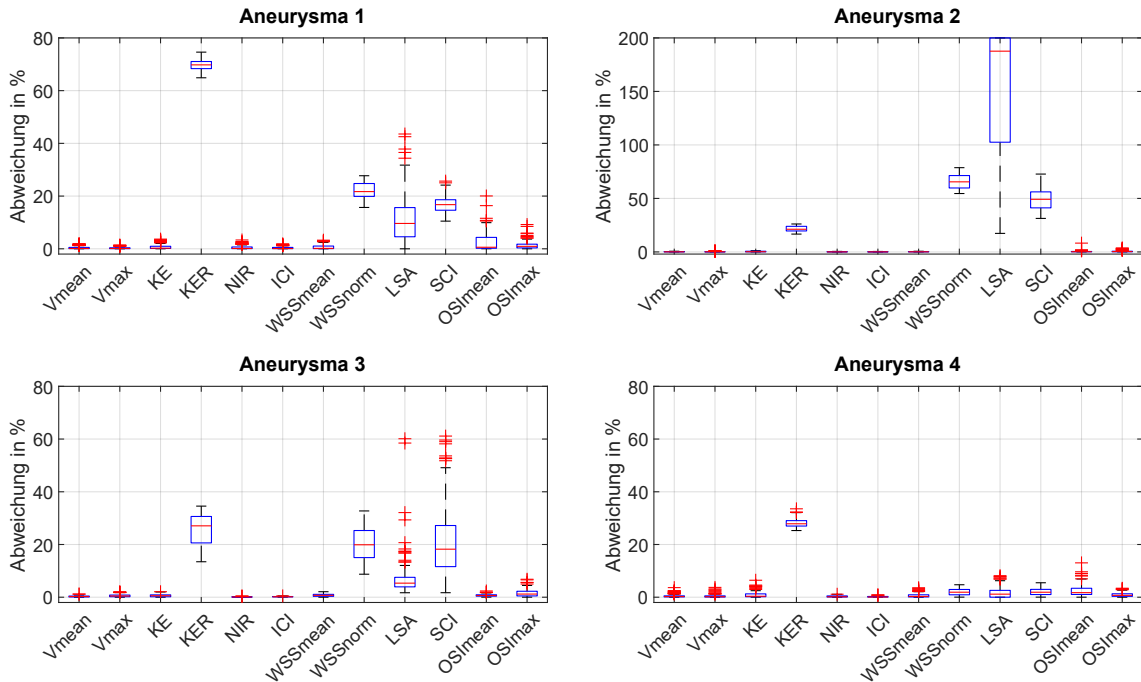 Aneurysma 1
Abweichung in %
80
60
40
20
0
Vmean
Vmax
KE
KER
NIR
ICI
WSSmean
WSSnorm
LSA
SCI
OSImean
OSImax
Aneurysma 2
Abweichung in %
200
150
100
50
0
Vmean
Vmax
KE
KER
NIR
ICI
WSSmean
WSSnorm
LSA
SCI
OSImean
OSImax
Aneurysma 3
Abweichung in %
80
60
40
20
0
Vmean
Vmax
KE
KER
NIR
ICI
WSSmean
WSSnorm
LSA
SCI
OSImean
OSImax
Aneurysma 4
Abweichung in %
80
60
40
20
0
Vmean
Vmax
KE
KER
NIR
ICI
WSSmean
WSSnorm
LSA
SCI
OSImean
OSImax